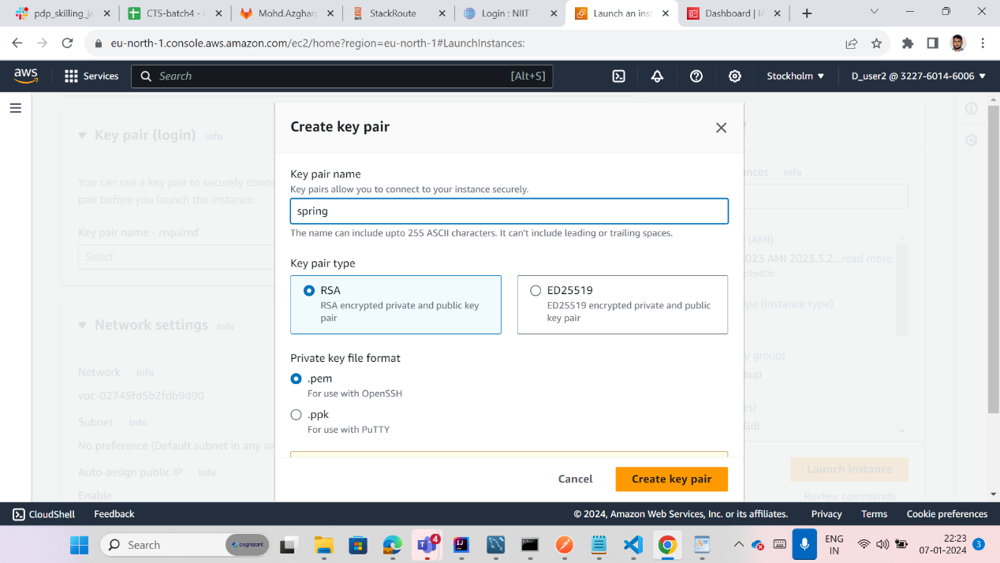 pdp_skilling_ja
CTS-batch4 -
Mohd.Azghar
StackRoute
Login : NIIT
Launch an inst
Dashboard | IA
eu-north-1.console.aws.amazon.com/ec2/home?region=eu-north-1#LaunchInstances:
aws
Services
Search
[Alt+S]
Stockholm
D_user2 @ 3227-6014-6006
Key pair (login) Info
You can use a key pair to securely conne
pair before you launch the instance.
Key pair name - required
Select
Network settings Info
Network Info
vpc-02745fd5b2fdb9d90
Subnet Info
No preference (Default subnet in any av
Auto-assign public IP Info
Enable
Create key pair
Key pair name
Key pairs allow you to connect to your instance securely.
spring
The name can include upto 255 ASCII characters. It can't include leading or trailing spaces.
Key pair type
RSA
RSA encrypted private and public key
pair
ED25519
ED25519 encrypted private and public
key pair
Private key file format
.pem
For use with OpenSSH
.ppk
For use with PuTTY
Cancel
Create key pair
nces Info
(AMI)
023 AMI 2023.3.2...read more
c9b40b
ype (instance type)
y group)
oup
es)
GiB
Launch instance
Review commands
CloudShell
Feedback
© 2024, Amazon Web Services, Inc. or its affiliates.
Privacy
Terms
Cookie preferences
Search
cognizant
4
ENG
IN
22:23
07-01-2024
3